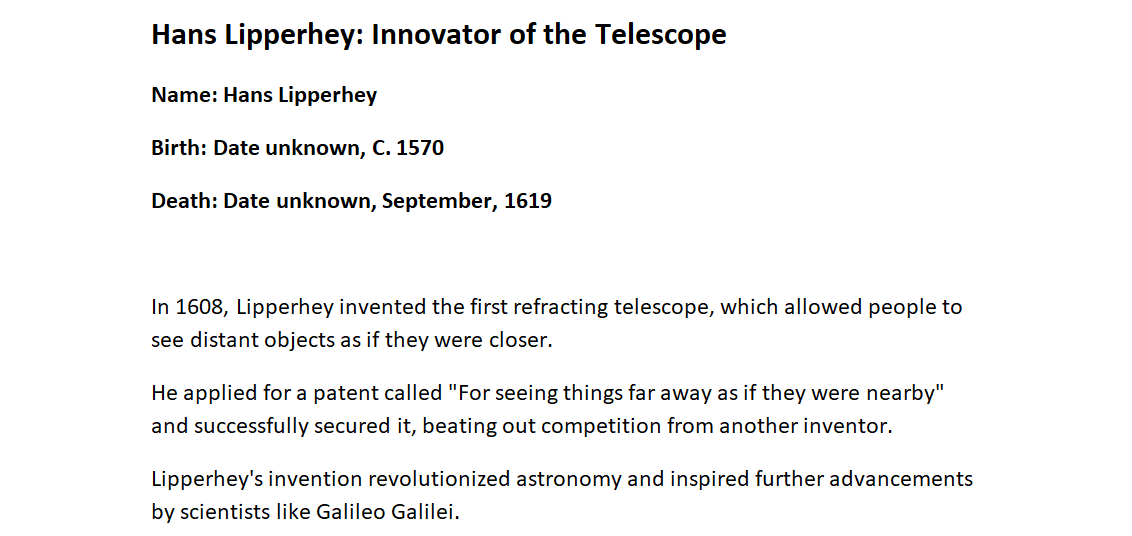 Hans Lipperhey: Innovator of the Telescope
Name: Hans Lipperhey
Birth: Date unknown, C. 1570
Death: Date unknown, September, 1619
In 1608, Lipperhey invented the first refracting telescope, which allowed people to
see distant objects as if they were closer.
He applied for a patent called "For seeing things far away as if they were nearby"
and successfully secured it, beating out competition from another inventor.
Lipperhey's invention revolutionized astronomy and inspired further advancements
by scientists like Galileo Galilei.